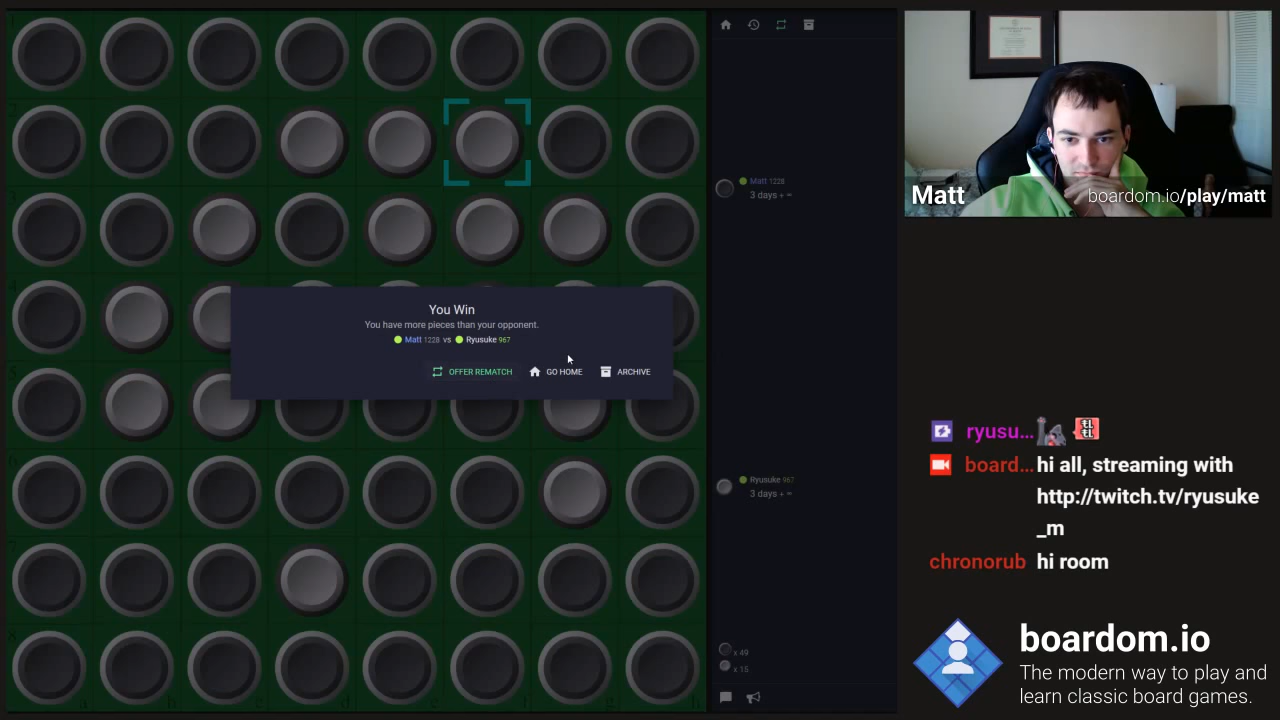 Matt 1228
3 days + ∞
You Win
You have more pieces than your opponent.
Matt 1228 vs Ryusuke 967
OFFER REMATCH
GO HOME
ARCHIVE
Ryusuke 967
3 days + ∞
x 49
x 15
Matt
boardom.io/play/matt
ryusu...
board... hi all, streaming with
http://twitch.tv/ryusuke
_m
chronorub hi room
boardom.io
The modern way to play and
learn classic board games.